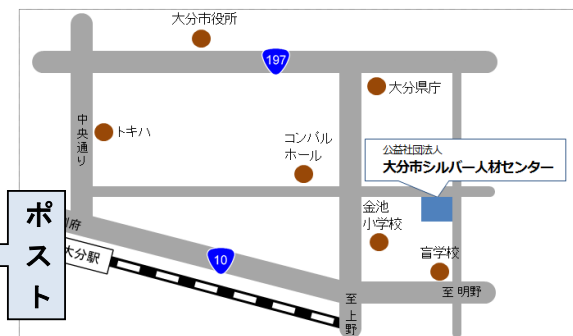 大分市役所
197
大分県庁
中央通り
トキハ
コンパル
ホール
公益社団法人
大分市シルバー人材センター
ポスト
別府
大分駅
10
金池
小学校
盲学校
至 明野
至上野